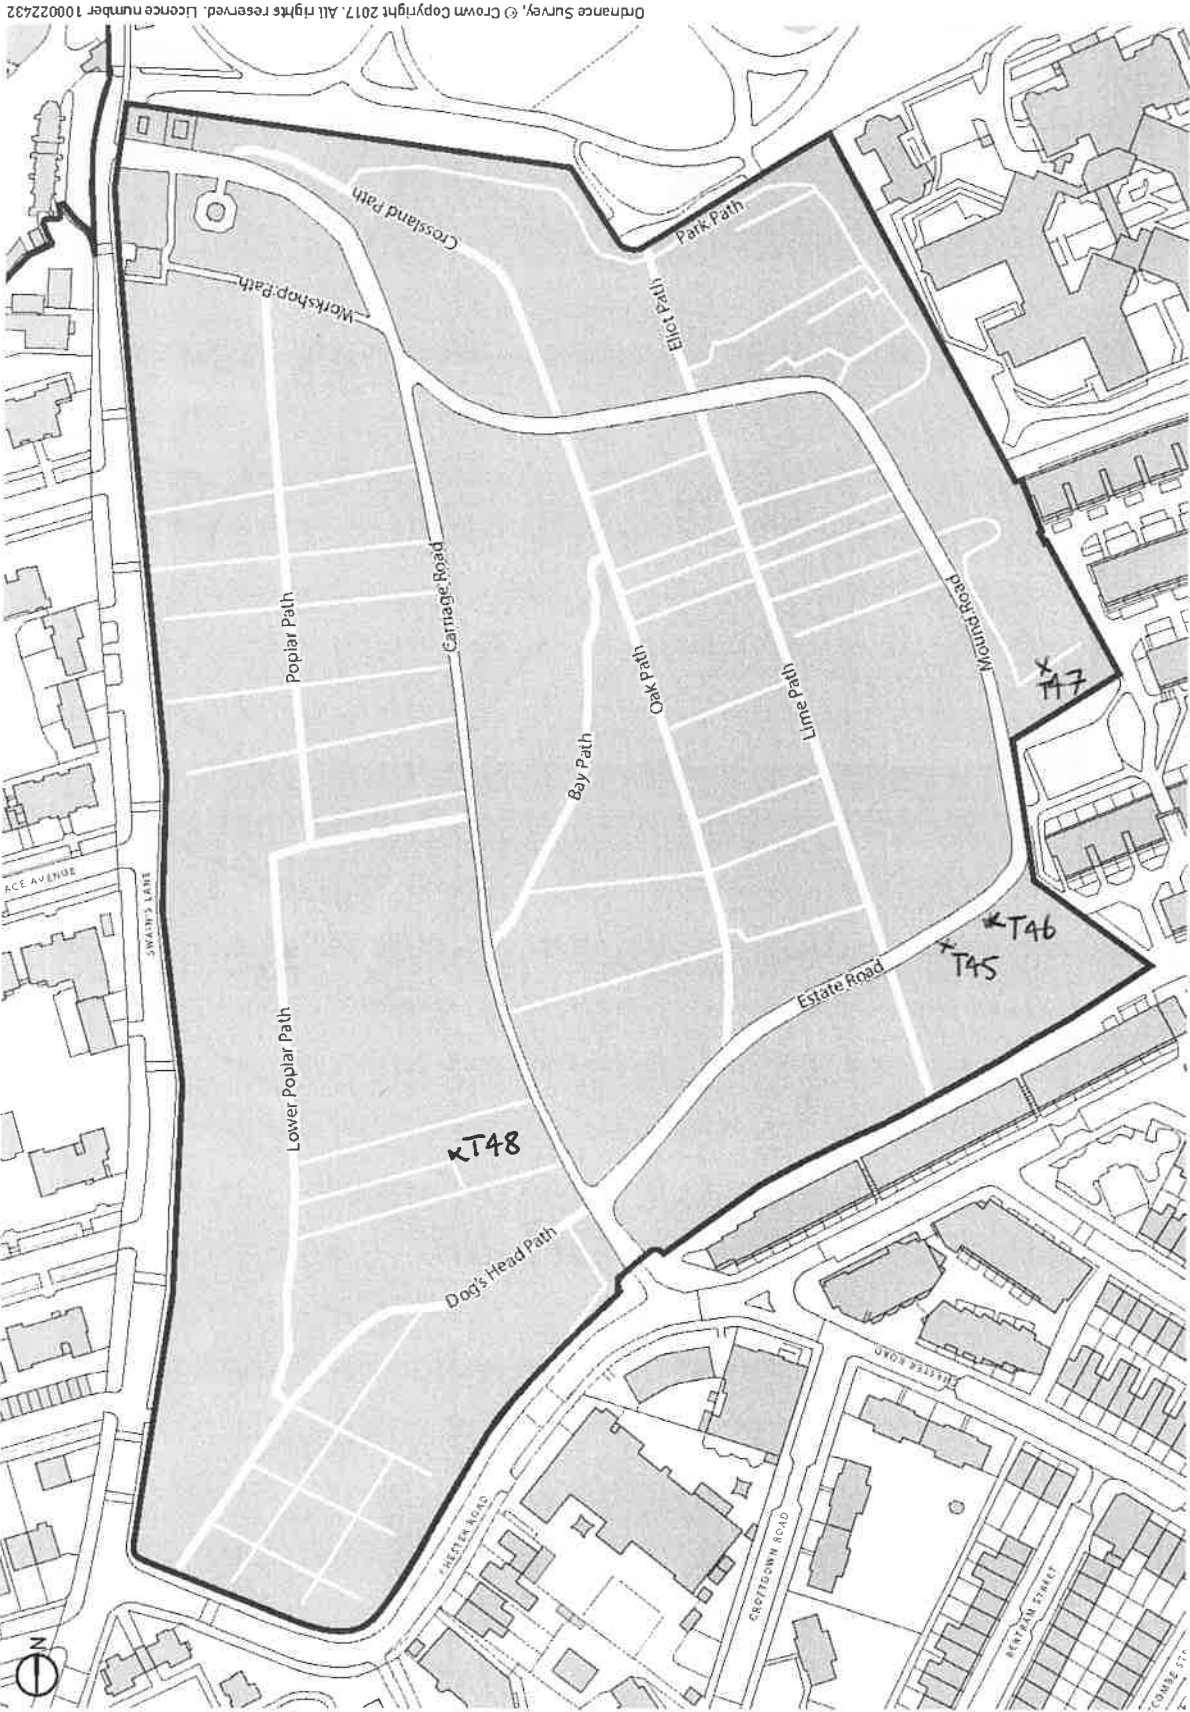 Ordnance Survey, © Crown Copyright 2017. All rights reserved. Licence number 100022432
Crossland Path
Park Path
Workshop Path
Eliot Path
Carriage Road
Poplar Path
Mound Road
Oak Path
Lime Path
T47
Bay Path
ACE AVENUE
SWAIN'S LANE
T46
T45
Estate Road
Lower Poplar Path
T48
Dog's Head Path
CHESTER ROAD
CHESTER ROAD
CROFTDOWN ROAD
BERTRAM STREET
N